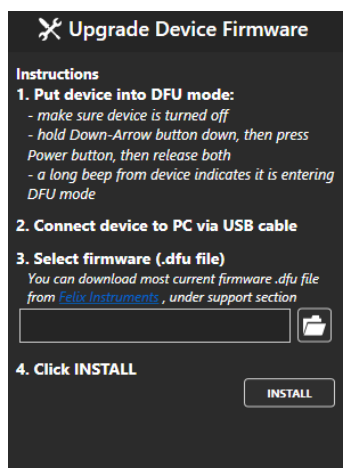 Upgrade Device Firmware
Instructions
1. Put device into DFU mode:
- make sure device is turned off
- hold Down-Arrow button down, then press
Power button, then release both
- a long beep from device indicates it is entering
DFU mode
2. Connect device to PC via USB cable
3. Select firmware (.dfu file)
You can download most current firmware .dfu file
from Felix Instruments , under support section
4. Click INSTALL
INSTALL